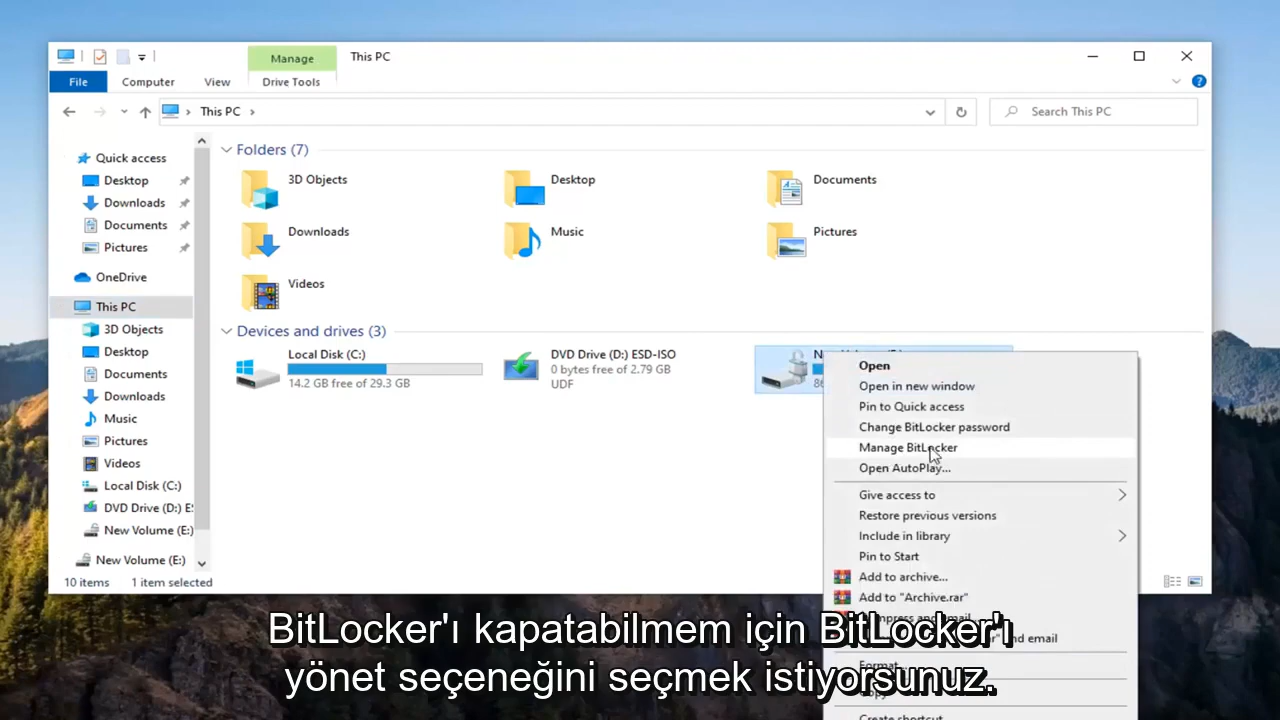 Manage
This PC
File
Computer
View
Drive Tools
This PC
Search This PC
Quick access
Desktop
Downloads
Documents
Pictures
OneDrive
This PC
3D Objects
Desktop
Documents
Downloads
Music
Pictures
Videos
Local Disk (C:)
DVD Drive (D:) ES
New Volume (E:)
New Volume (E:)
Folders (7)
3D Objects
Desktop
Documents
Downloads
Music
Pictures
Videos
Devices and drives (3)
Local Disk (C:)
14.2 GB free of 29.3 GB
DVD Drive (D:) ESD-ISO
0 bytes free of 2.79 GB
UDF
Open
Open in new window
Pin to Quick access
Change BitLocker password
Manage BitLocker
Open AutoPlay...
Give access to
Restore previous versions
Include in library
Pin to Start
Add to archive...
Add to "Archive.rar"
and email
Format...
Create shortcut
10 items
1 item selected
BitLocker'ı kapatabilmem için BitLocker'ı
yönet seçeneğini seçmek istiyorsunuz.